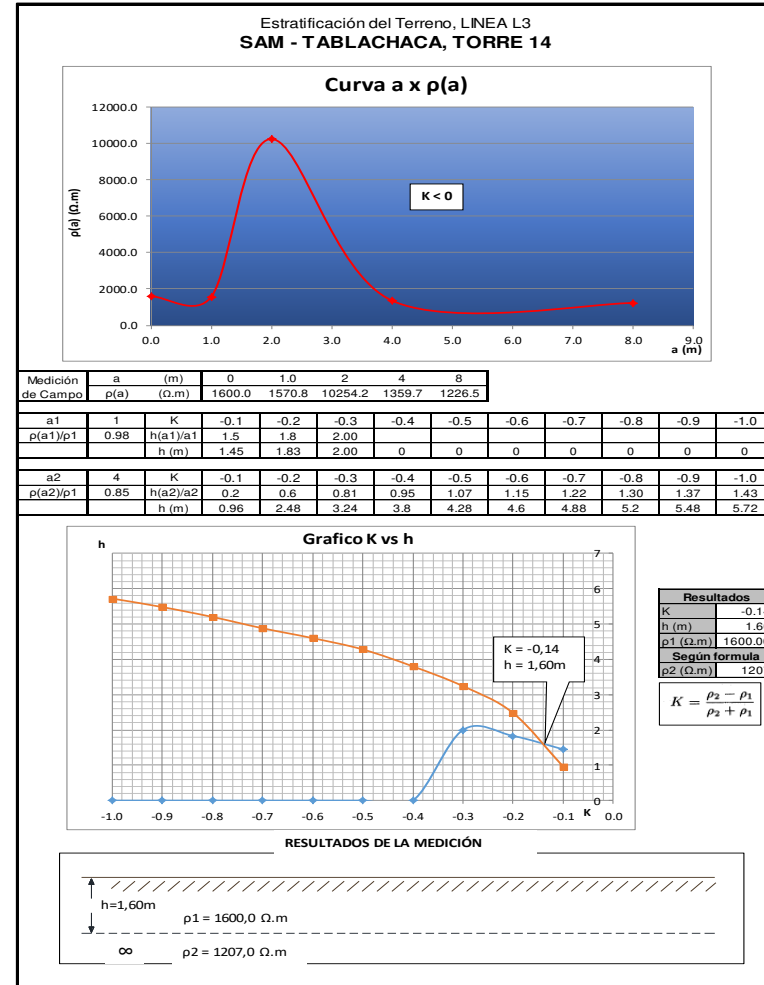 Estratificación del Terreno, LINEA L3
SAM - TABLACHACA, TORRE 14
Curva a x ρ(a)
12000.0
10000.0
8000.0
6000.0
4000.0
2000.0
0.0
ρ(a) (Ω.m)
K < 0
0.0 1.0 2.0 3.0 4.0 5.0 6.0 7.0 8.0 9.0
a (m)
Medición a (m) 0 1.0 2 4 8
de Campo ρ(a) (Ω.m) 1600.0 1570.8 10254.2 1359.7 1226.5
a1 1 K -0.1 -0.2 -0.3 -0.4 -0.5 -0.6 -0.7 -0.8 -0.9 -1.0
ρ(a1)/ρ1 0.98 h(a1)/a1 1.5 1.8 2.00
h (m) 1.45 1.83 2.00 0 0 0 0 0 0 0
a2 4 K -0.1 -0.2 -0.3 -0.4 -0.5 -0.6 -0.7 -0.8 -0.9 -1.0
ρ(a2)/ρ1 0.85 h(a2)/a2 0.2 0.6 0.81 0.95 1.07 1.15 1.22 1.30 1.37 1.43
h (m) 0.96 2.48 3.24 3.8 4.28 4.6 4.88 5.2 5.48 5.72
Grafico K vs h
h
7
6
5
4
3
2
1
0
K = -0,14
h = 1,60m
-1.0 -0.9 -0.8 -0.7 -0.6 -0.5 -0.4 -0.3 -0.2 -0.1 K 0.0
Resultados
K
h (m)
ρ1 (Ω.m)
Según formula
ρ2 (Ω.m)
K = (ρ2 − ρ1) / (ρ2 + ρ1)
RESULTADOS DE LA MEDICIÓN
h=1,60m
ρ1 = 1600,0 Ω.m
∞ ρ2 = 1207,0 Ω.m